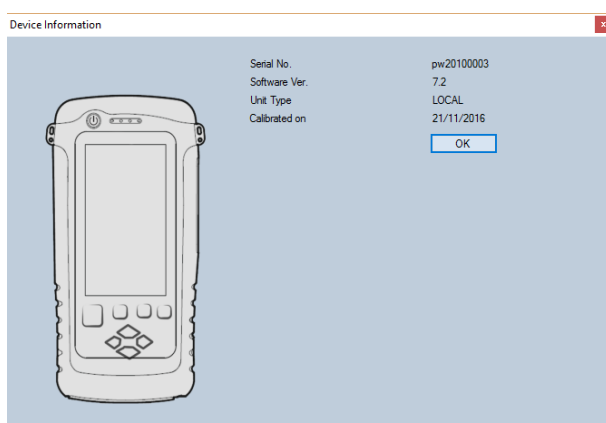 Device Information
x
Serial No. pw20100003
Software Ver. 7.2
Unit Type LOCAL
Calibrated on 21/11/2016
OK